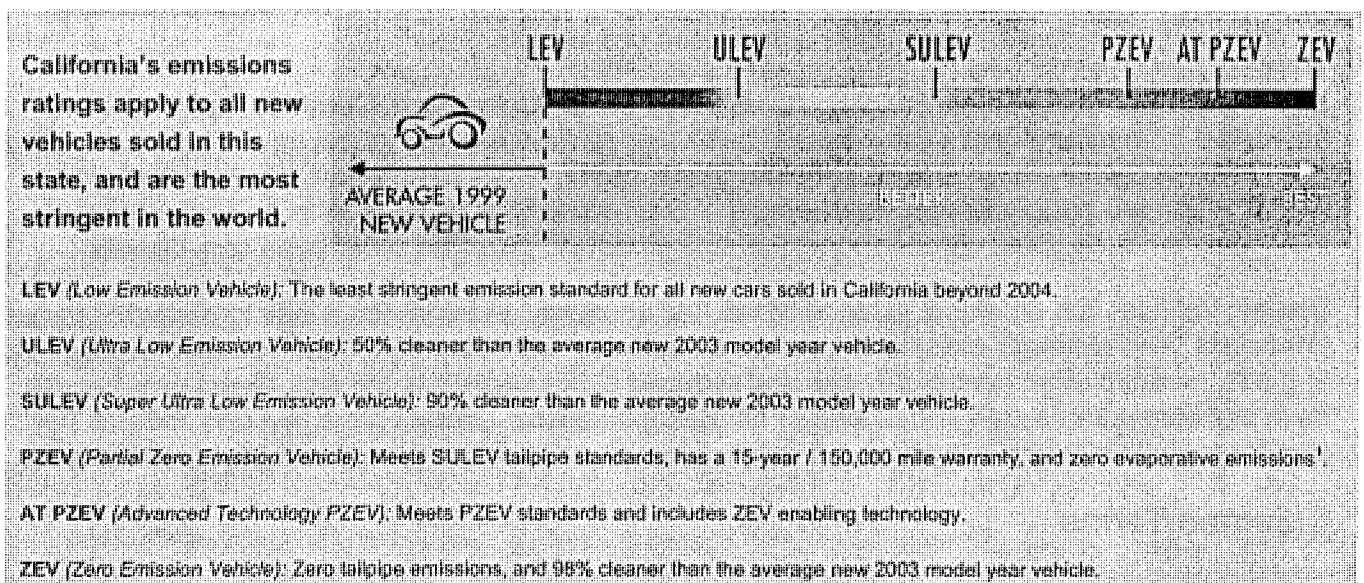 California's emissions
ratings apply to all new
vehicles sold in this
state, and are the most
stringent in the world.
LEV ULEV SULEV PZEV AT PZEV ZEV
AVERAGE 1999
NEW VEHICLE
BETTER BEST
LEV (Low Emission Vehicle): The least stringent emission standard for all new cars sold in California beyond 2004.
ULEV (Ultra Low Emission Vehicle): 50% cleaner than the average new 2003 model year vehicle.
SULEV (Super Ultra Low Emission Vehicle): 90% cleaner than the average new 2003 model year vehicle.
PZEV (Partial Zero Emission Vehicle): Meets SULEV tailpipe standards, has a 15-year / 150,000 mile warranty, and zero evaporative emissions¹.
AT PZEV (Advanced Technology PZEV): Meets PZEV standards and includes ZEV enabling technology.
ZEV (Zero Emission Vehicle): Zero tailpipe emissions, and 98% cleaner than the average new 2003 model year vehicle.